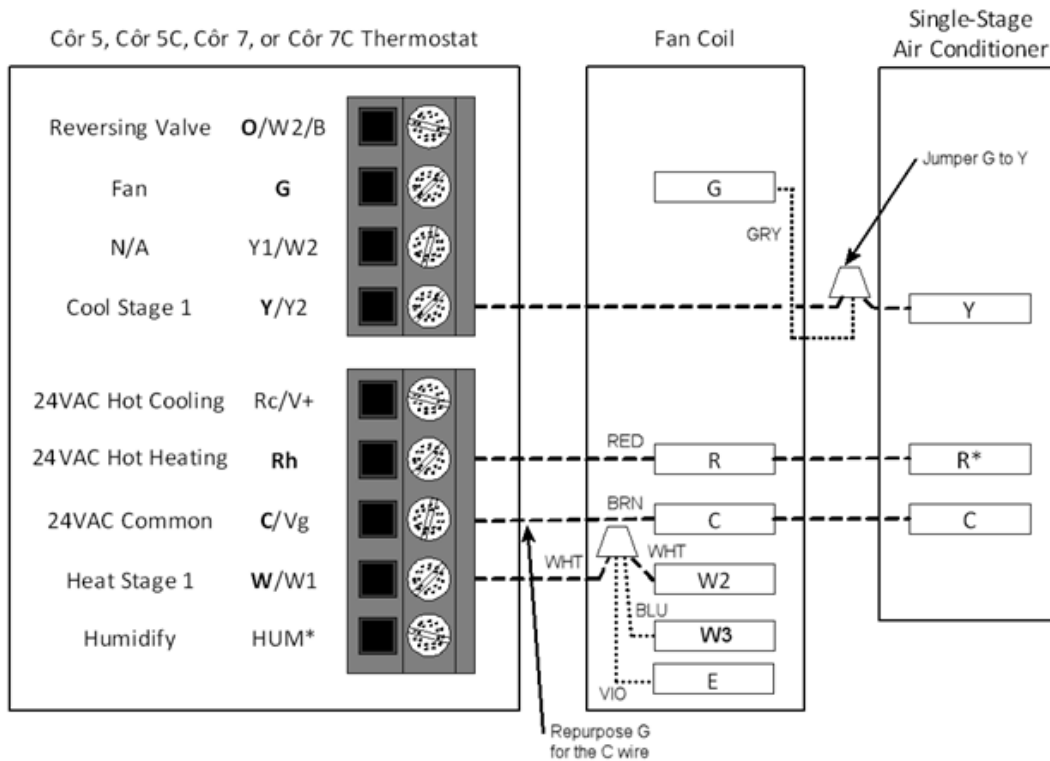 Côr 5, Côr 5C, Côr 7, or Côr 7C Thermostat
Fan Coil
Single-Stage
Air Conditioner
Reversing Valve O/W2/B
Fan G
N/A Y1/W2
Cool Stage 1 Y/Y2
24VAC Hot Cooling Rc/V+
24VAC Hot Heating Rh
24VAC Common C/Vg
Heat Stage 1 W/W1
Humidify HUM*
G
GRY
Jumper G to Y
Y
RED
R
R*
BRN
C
C
WHT
WHT
W2
BLU
W3
VIO
E
Repurpose G
for the C wire